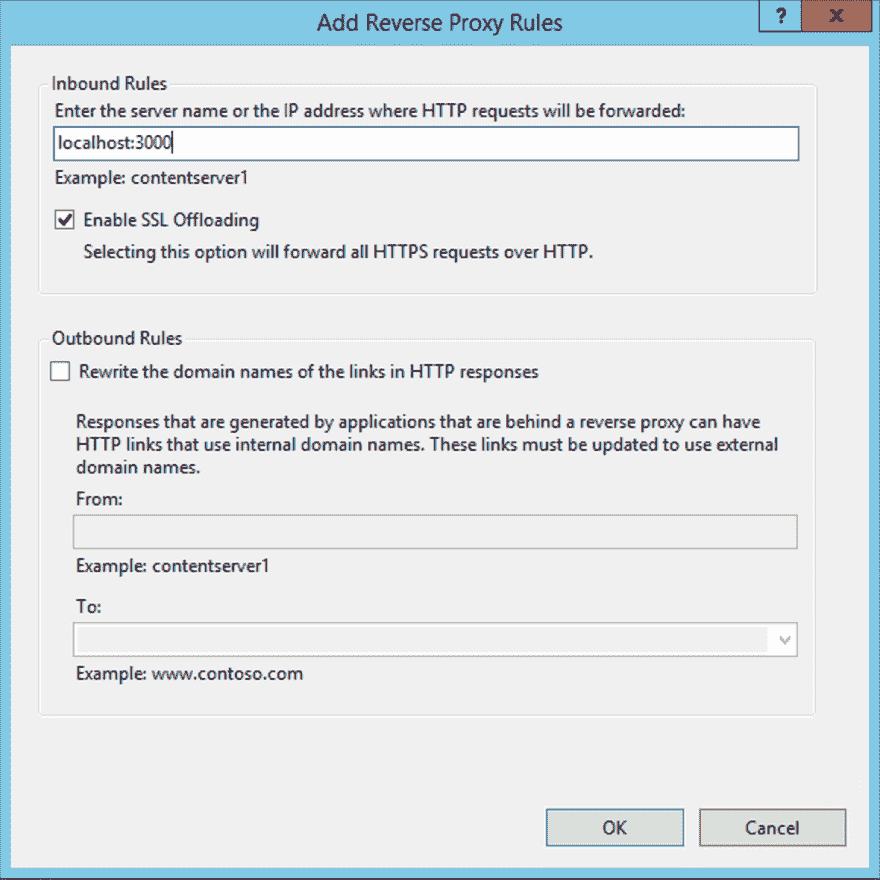 Add Reverse Proxy Rules
?
x
Inbound Rules
Enter the server name or the IP address where HTTP requests will be forwarded:
localhost:3000
Example: contentserver1
Enable SSL Offloading
Selecting this option will forward all HTTPS requests over HTTP.
Outbound Rules
Rewrite the domain names of the links in HTTP responses
Responses that are generated by applications that are behind a reverse proxy can have
HTTP links that use internal domain names. These links must be updated to use external
domain names.
From:
Example: contentserver1
To:
Example: www.contoso.com
OK
Cancel